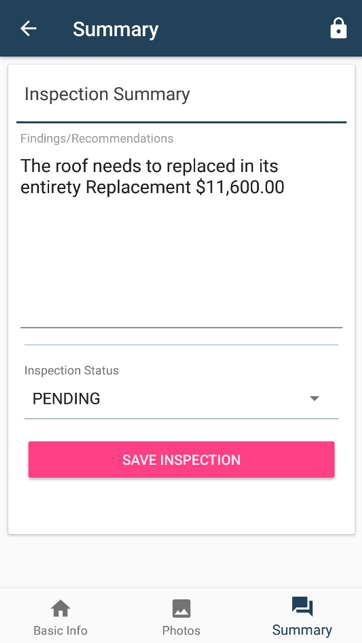 Summary
Inspection Summary
Findings/Recommendations
The roof needs to replaced in its
entirety Replacement $11,600.00
Inspection Status
PENDING
SAVE INSPECTION
Basic Info
Photos
Summary